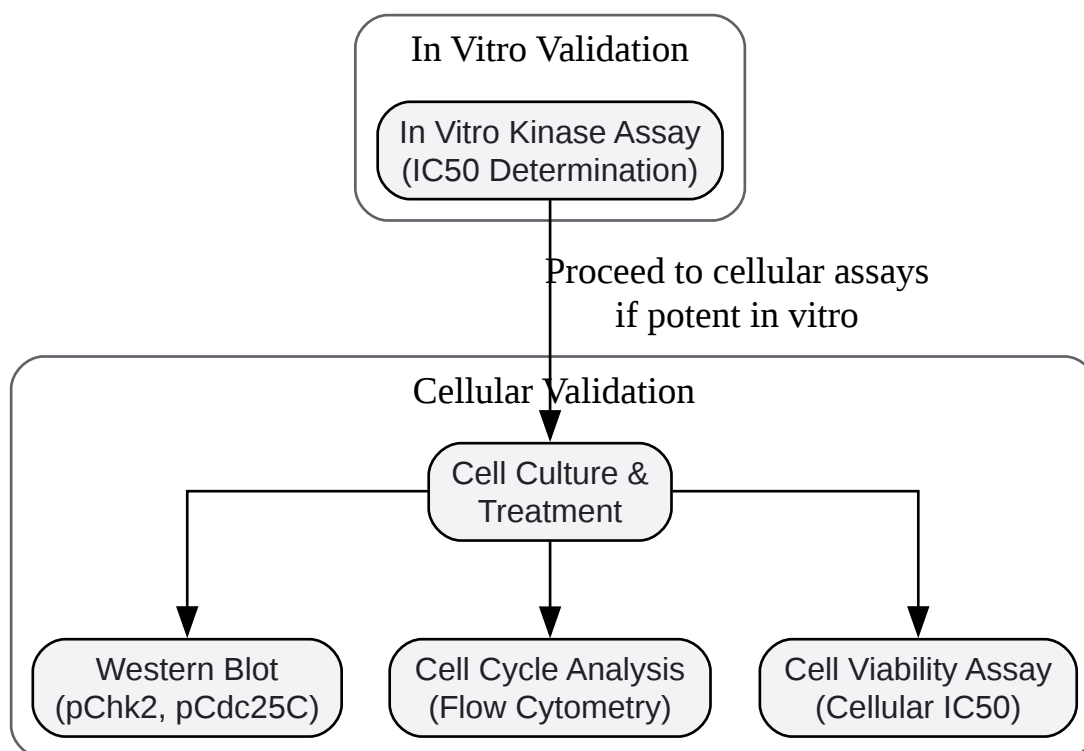 In Vitro Validation
In Vitro Kinase Assay
(IC50 Determination)
Proceed to cellular assays
if potent in vitro
Cellular Validation
Cell Culture &
Treatment
Western Blot
(pChk2, pCdc25C)
Cell Cycle Analysis
(Flow Cytometry)
Cell Viability Assay
(Cellular IC50)